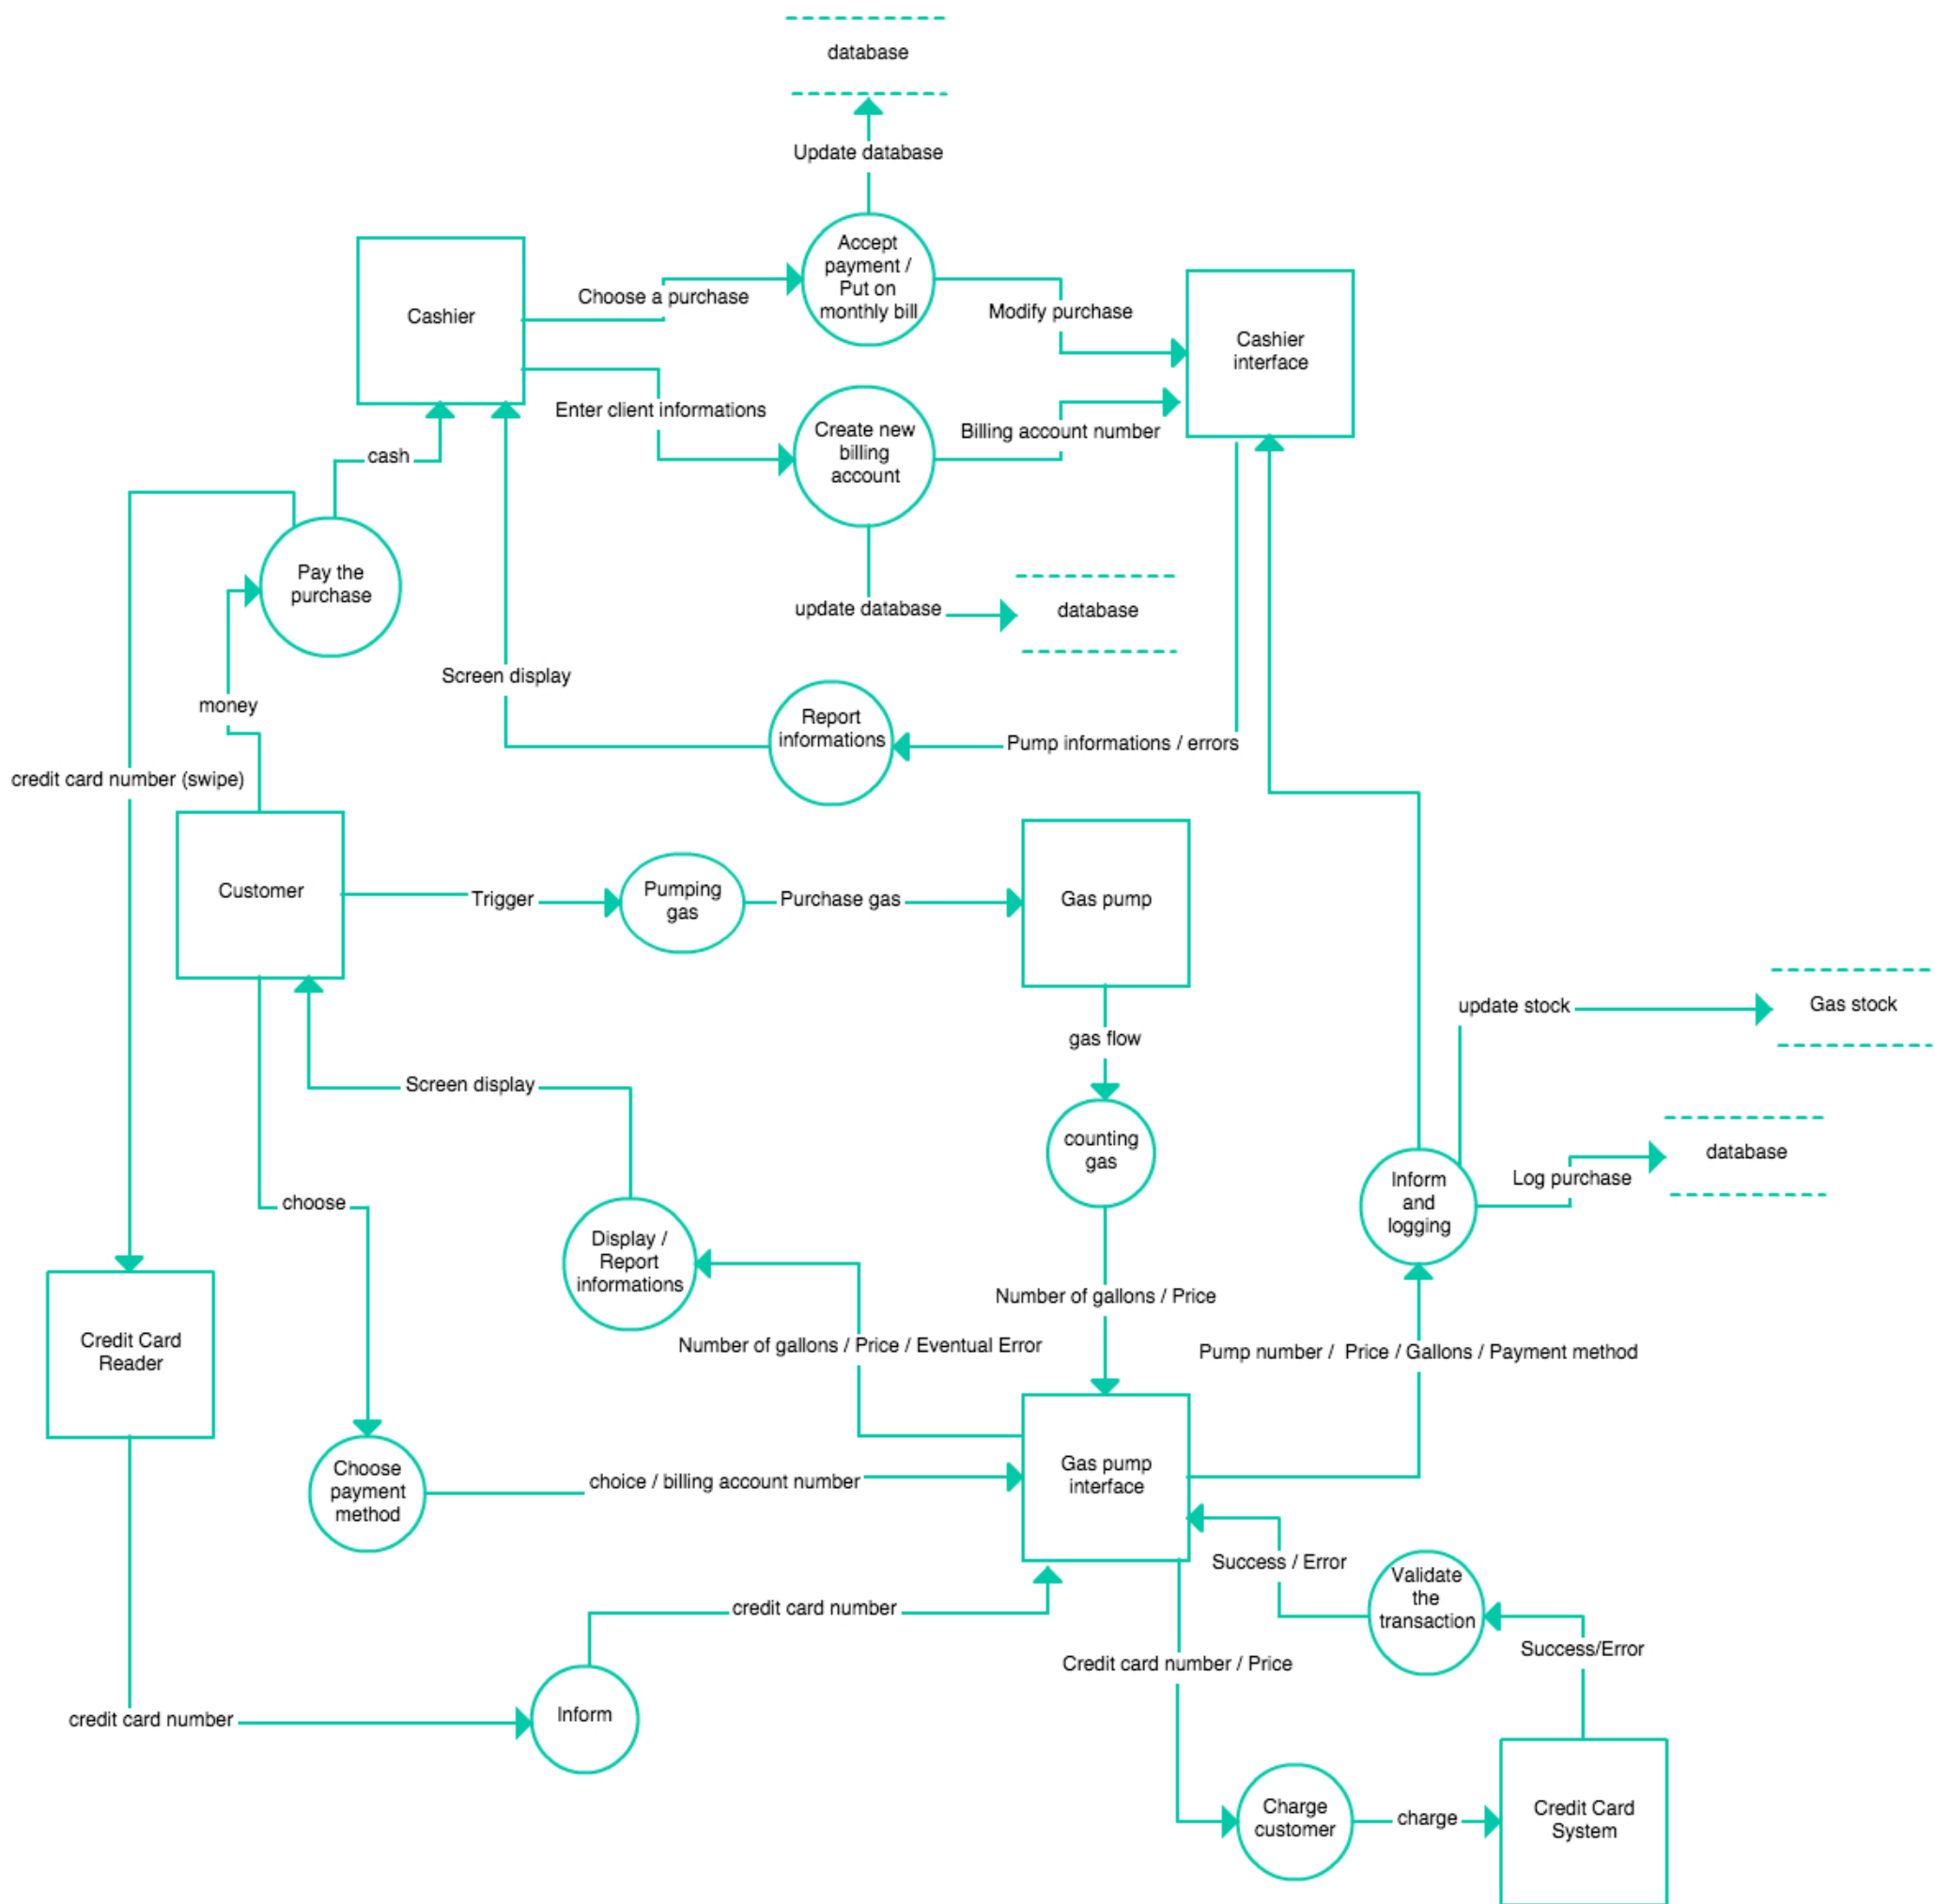 database
Update database
Accept
payment /
Put on
monthly bill
Cashier
Choose a purchase
Modify purchase
Cashier
interface
Enter client informations
Create new
billing
account
Billing account number
cash
Pay the
purchase
update database
database
Screen display
money
Report
informations
Pump informations / errors
credit card number (swipe)
Customer
Trigger
Pumping
gas
Purchase gas
Gas pump
update stock
Gas stock
gas flow
Screen display
counting
gas
Log purchase
database
Inform
and
logging
choose
Display /
Report
informations
Number of gallons / Price
Number of gallons / Price / Eventual Error
Pump number /  Price / Gallons / Payment method
Credit Card
Reader
Choose
payment
method
choice / billing account number
Gas pump
interface
Success / Error
Validate
the
transaction
credit card number
Success/Error
Credit card number / Price
credit card number
Inform
Charge
customer
charge
Credit Card
System